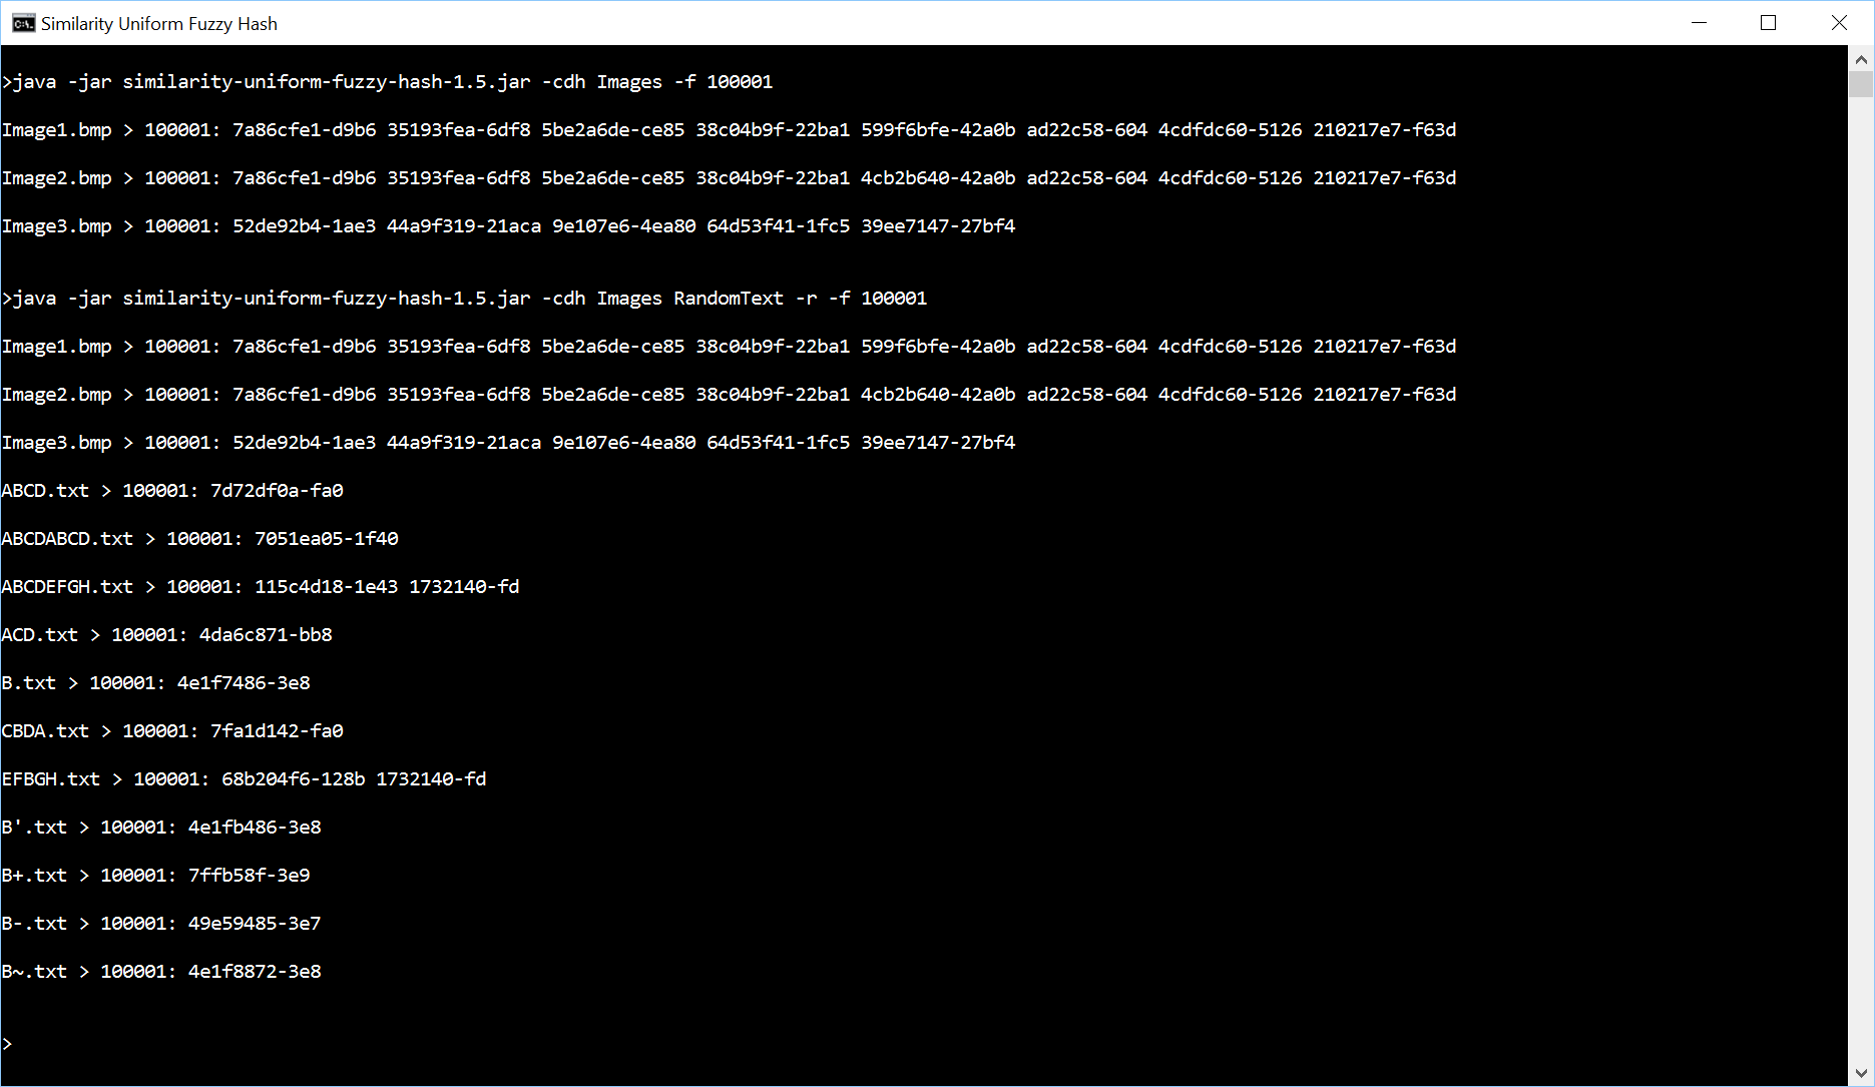 Similarity Uniform Fuzzy Hash
>java -jar similarity-uniform-fuzzy-hash-1.5.jar -cdh Images -f 100001
Image1.bmp > 100001: 7a86cfe1-d9b6 35193fea-6df8 5be2a6de-ce85 38c04b9f-22ba1 599f6bfe-42a0b ad22c58-604 4cdfdc60-5126 210217e7-f63d
Image2.bmp > 100001: 7a86cfe1-d9b6 35193fea-6df8 5be2a6de-ce85 38c04b9f-22ba1 4cb2b640-42a0b ad22c58-604 4cdfdc60-5126 210217e7-f63d
Image3.bmp > 100001: 52de92b4-1ae3 44a9f319-21aca 9e107e6-4ea80 64d53f41-1fc5 39ee7147-27bf4
>java -jar similarity-uniform-fuzzy-hash-1.5.jar -cdh Images RandomText -r -f 100001
Image1.bmp > 100001: 7a86cfe1-d9b6 35193fea-6df8 5be2a6de-ce85 38c04b9f-22ba1 599f6bfe-42a0b ad22c58-604 4cdfdc60-5126 210217e7-f63d
Image2.bmp > 100001: 7a86cfe1-d9b6 35193fea-6df8 5be2a6de-ce85 38c04b9f-22ba1 4cb2b640-42a0b ad22c58-604 4cdfdc60-5126 210217e7-f63d
Image3.bmp > 100001: 52de92b4-1ae3 44a9f319-21aca 9e107e6-4ea80 64d53f41-1fc5 39ee7147-27bf4
ABCD.txt > 100001: 7d72df0a-fa0
ABCDABCD.txt > 100001: 7051ea05-1f40
ABCDEFGH.txt > 100001: 115c4d18-1e43 1732140-fd
ACD.txt > 100001: 4da6c871-bb8
B.txt > 100001: 4e1f7486-3e8
CBDA.txt > 100001: 7fa1d142-fa0
EFBGH.txt > 100001: 68b204f6-128b 1732140-fd
B'.txt > 100001: 4e1fb486-3e8
B+.txt > 100001: 7ffb58f-3e9
B-.txt > 100001: 49e59485-3e7
B~.txt > 100001: 4e1f8872-3e8
>